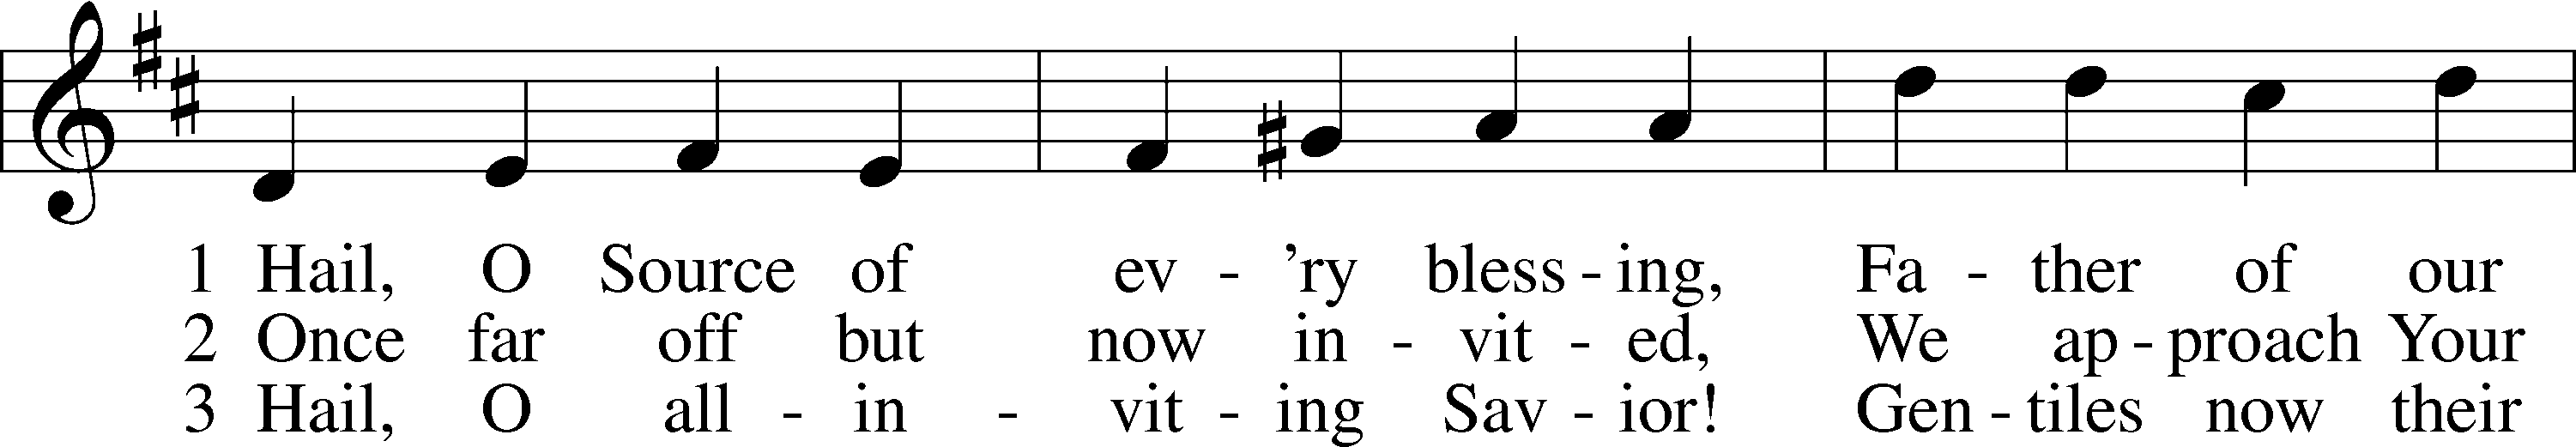 1 Hail, O Source of ev - 'ry bless - ing, Fa - ther of our
2 Once far off but now in - vit - ed, We ap - proach Your
3 Hail, O all - in - vit - ing Sav - ior! Gen - tiles now their